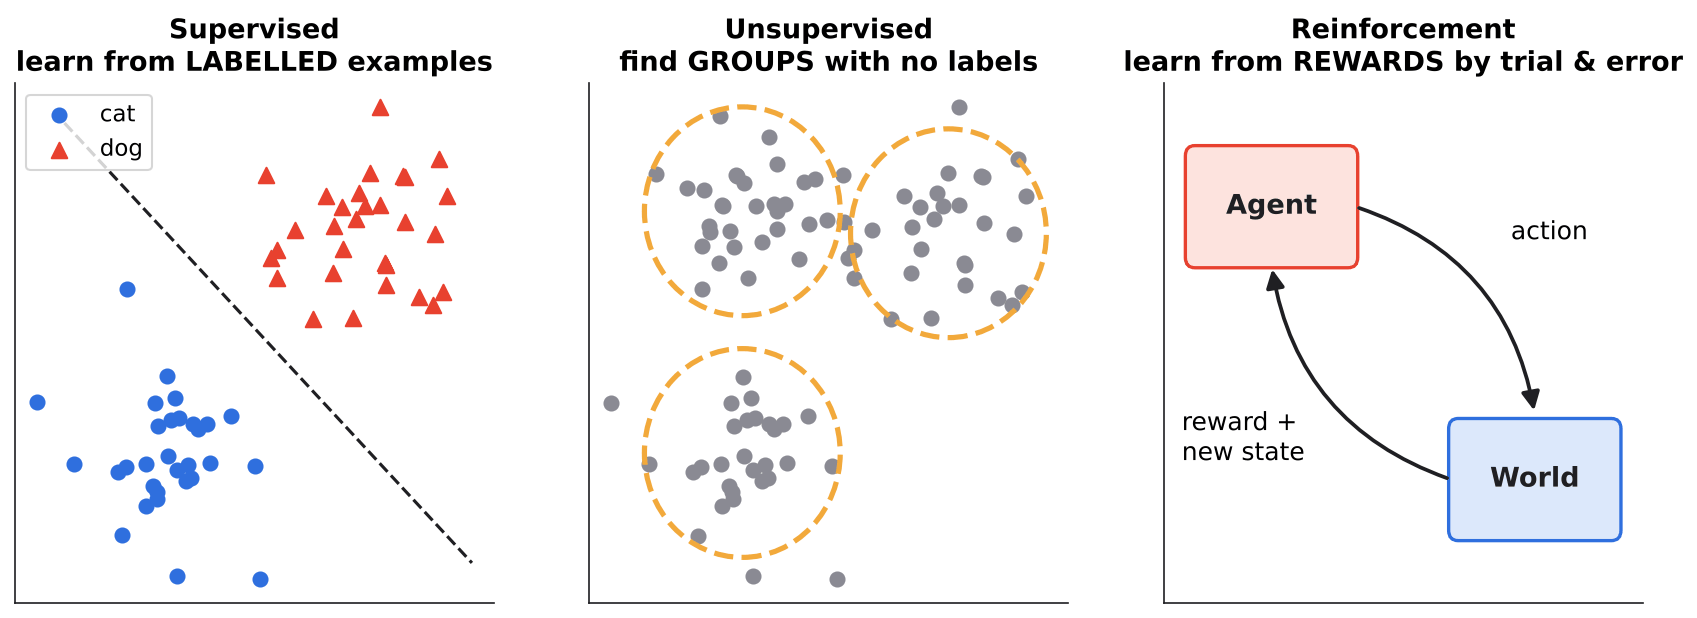 Supervised
learn from LABELLED examples
cat
dog
Unsupervised
find GROUPS with no labels
Reinforcement
learn from REWARDS by trial & error
Agent
action
reward +
new state
World